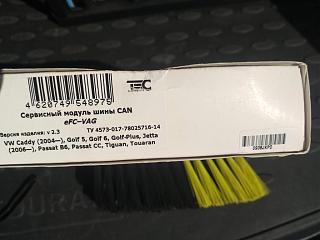 TEC
4 620749 548975
Сервисный модуль шины CAN
eFC-VAG
Версия изделия: v 2.3
ТУ 4573-017-78025716-14
VW Caddy (2004—), Golf 5, Golf 6, Golf-Plus, Jetta
(2006—), Passat B6, Passat CC, Tiguan, Touaran